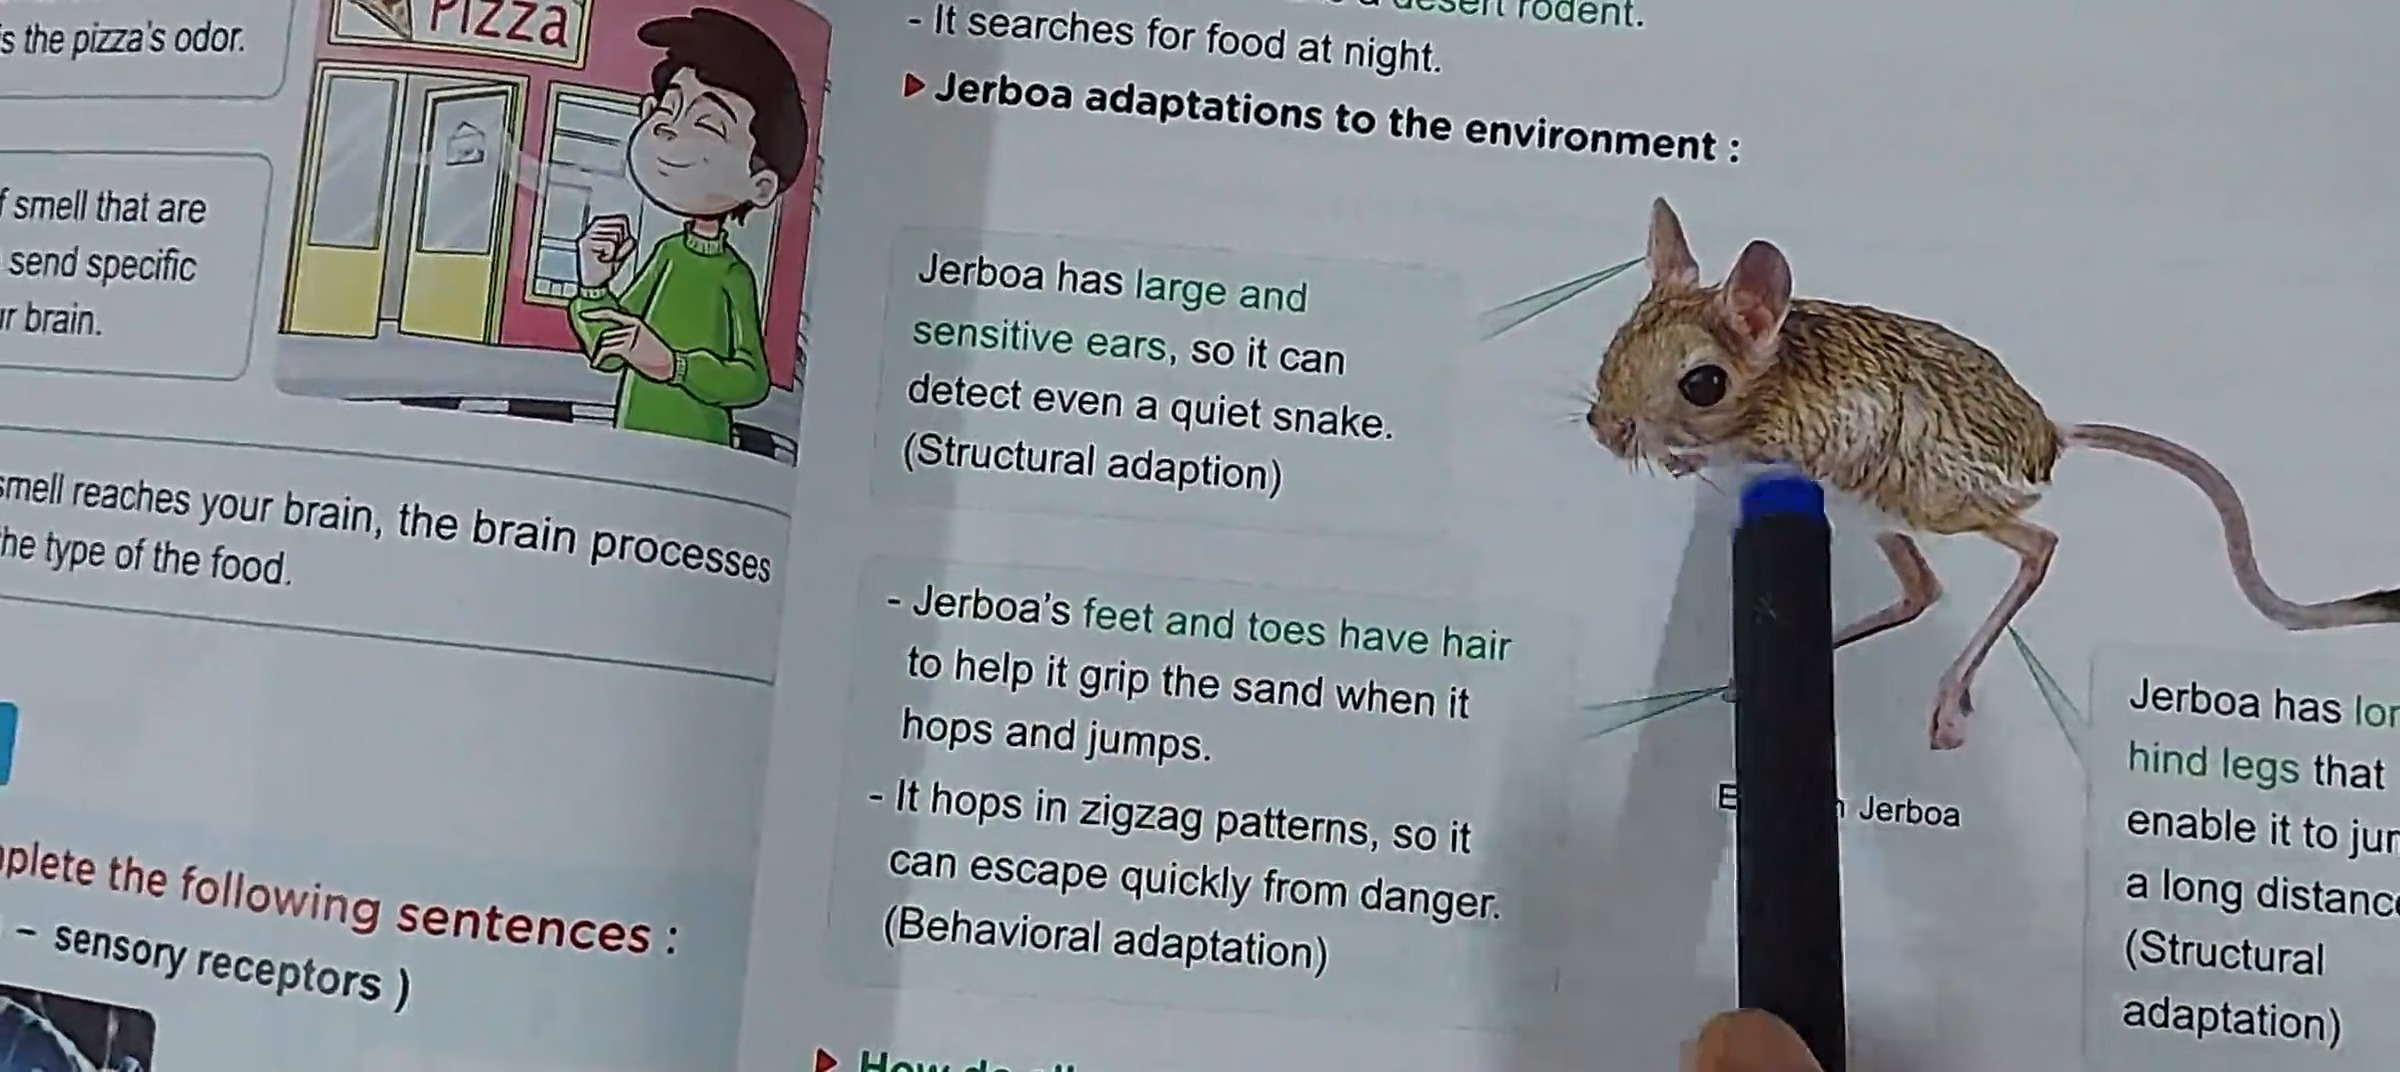 s the pizza's odor.
Pizza
f smell that are
send specific
ur brain.
smell reaches your brain, the brain processes
he type of the food.
plete the following sentences :
– sensory receptors )
desert rodent.
- It searches for food at night.
Jerboa adaptations to the environment :
Jerboa has large and
sensitive ears, so it can
detect even a quiet snake.
(Structural adaption)
- Jerboa's feet and toes have hair
to help it grip the sand when it
hops and jumps.
- It hops in zigzag patterns, so it
can escape quickly from danger.
(Behavioral adaptation)
Jerboa
Jerboa has
hind legs that
enable it to
a long
(Structural
adaptation)
How do